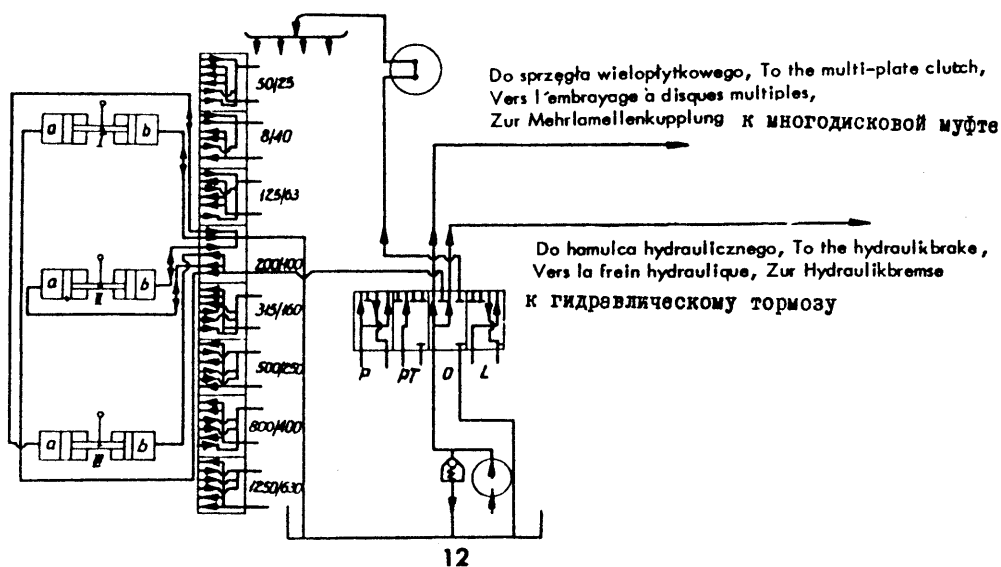 50/25
Do sprzęgła wielopłytkowego, To the multi-plate clutch,
Vers l'embrayage à disques multiples,
Zur Mehrlamellenkupplung к многодисковой муфте
a I b
8/40
125/63
Do hamulca hydraulicznego, To the hydraulikbrake,
Vers la frein hydraulique, Zur Hydraulikbremse
к гидравлическому тормозу
200/100
a II b
315/160
P PT O L
500/250
800/400
a III b
1250/630
12